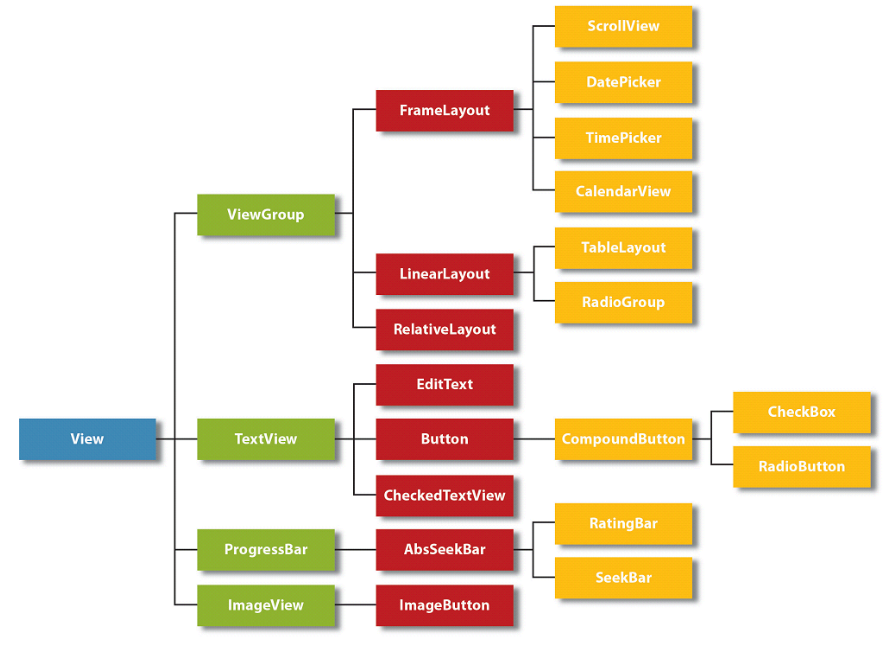 ScrollView
DatePicker
FrameLayout
TimePicker
CalendarView
ViewGroup
TableLayout
LinearLayout
RadioGroup
RelativeLayout
EditText
CheckBox
View
TextView
Button
CompoundButton
RadioButton
CheckedTextView
RatingBar
ProgressBar
AbsSeekBar
SeekBar
ImageView
ImageButton